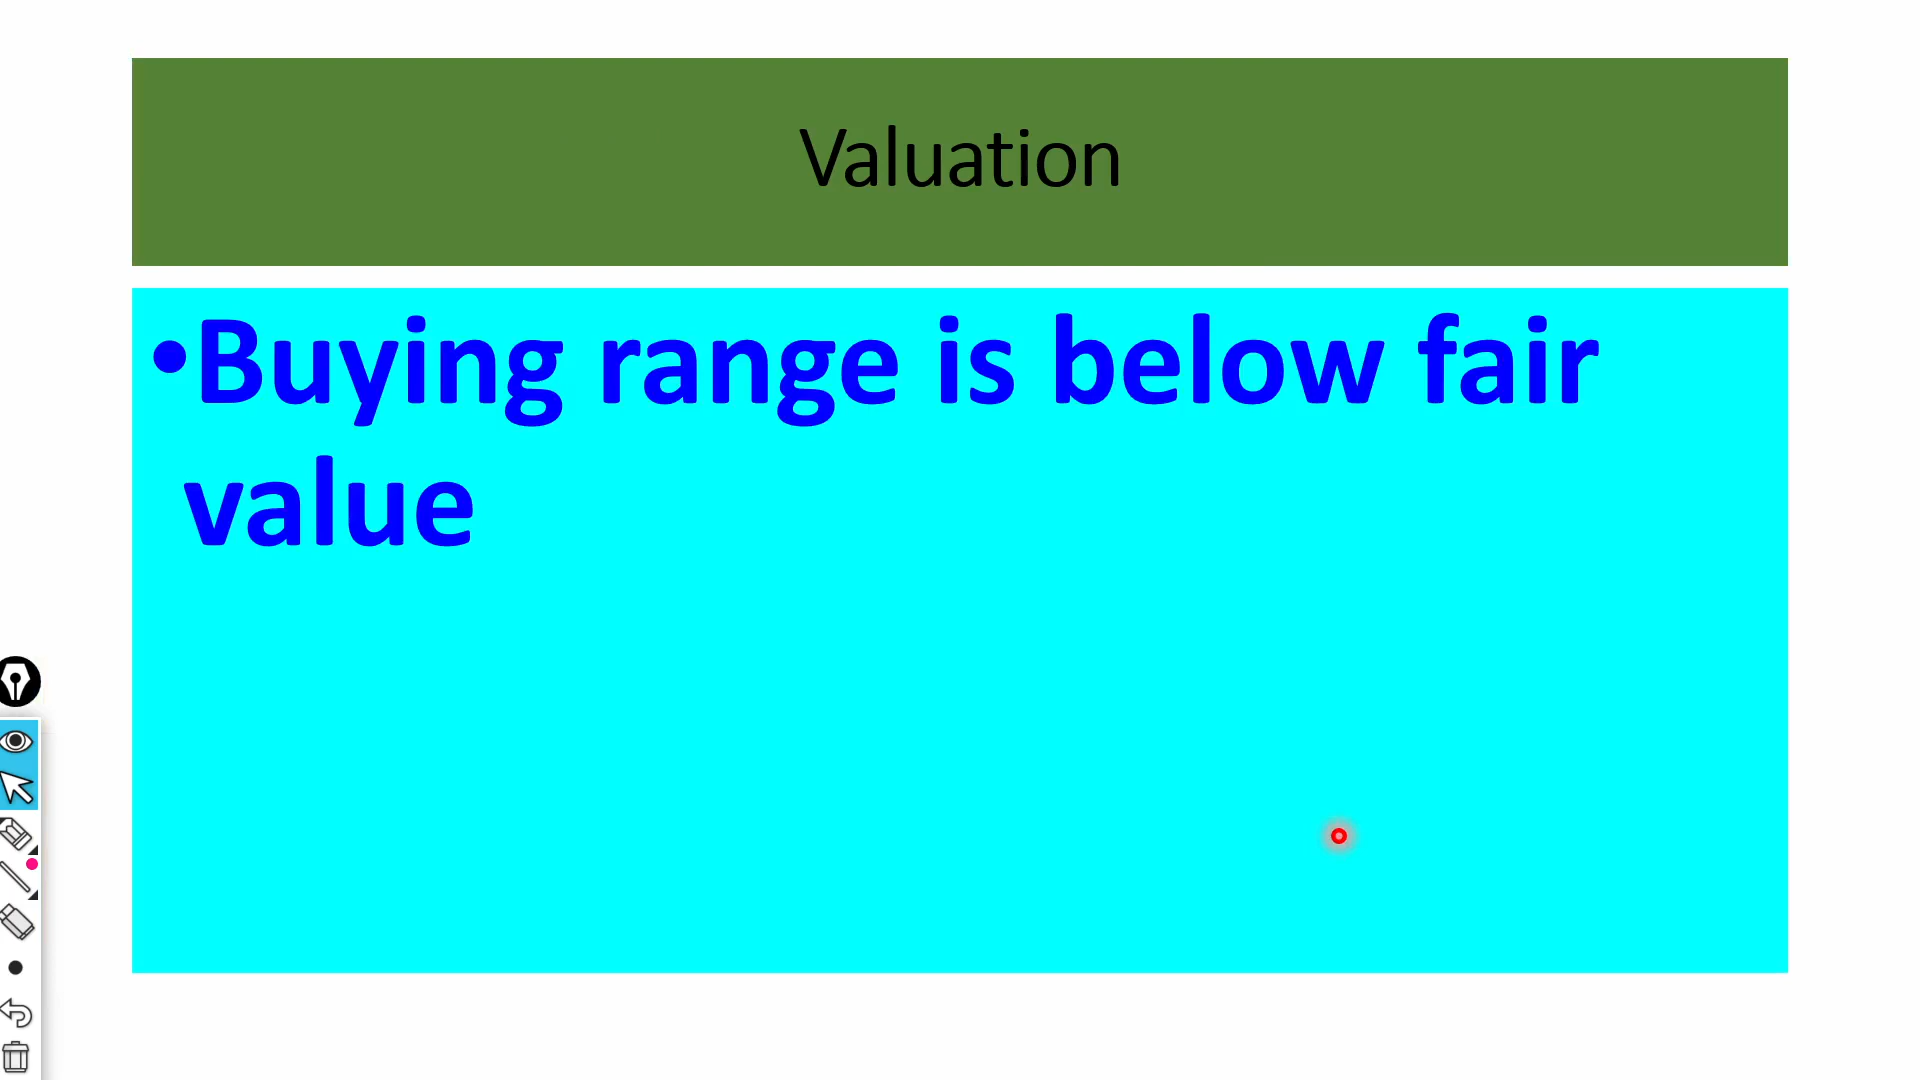 Valuation
•Buying range is below fair
value